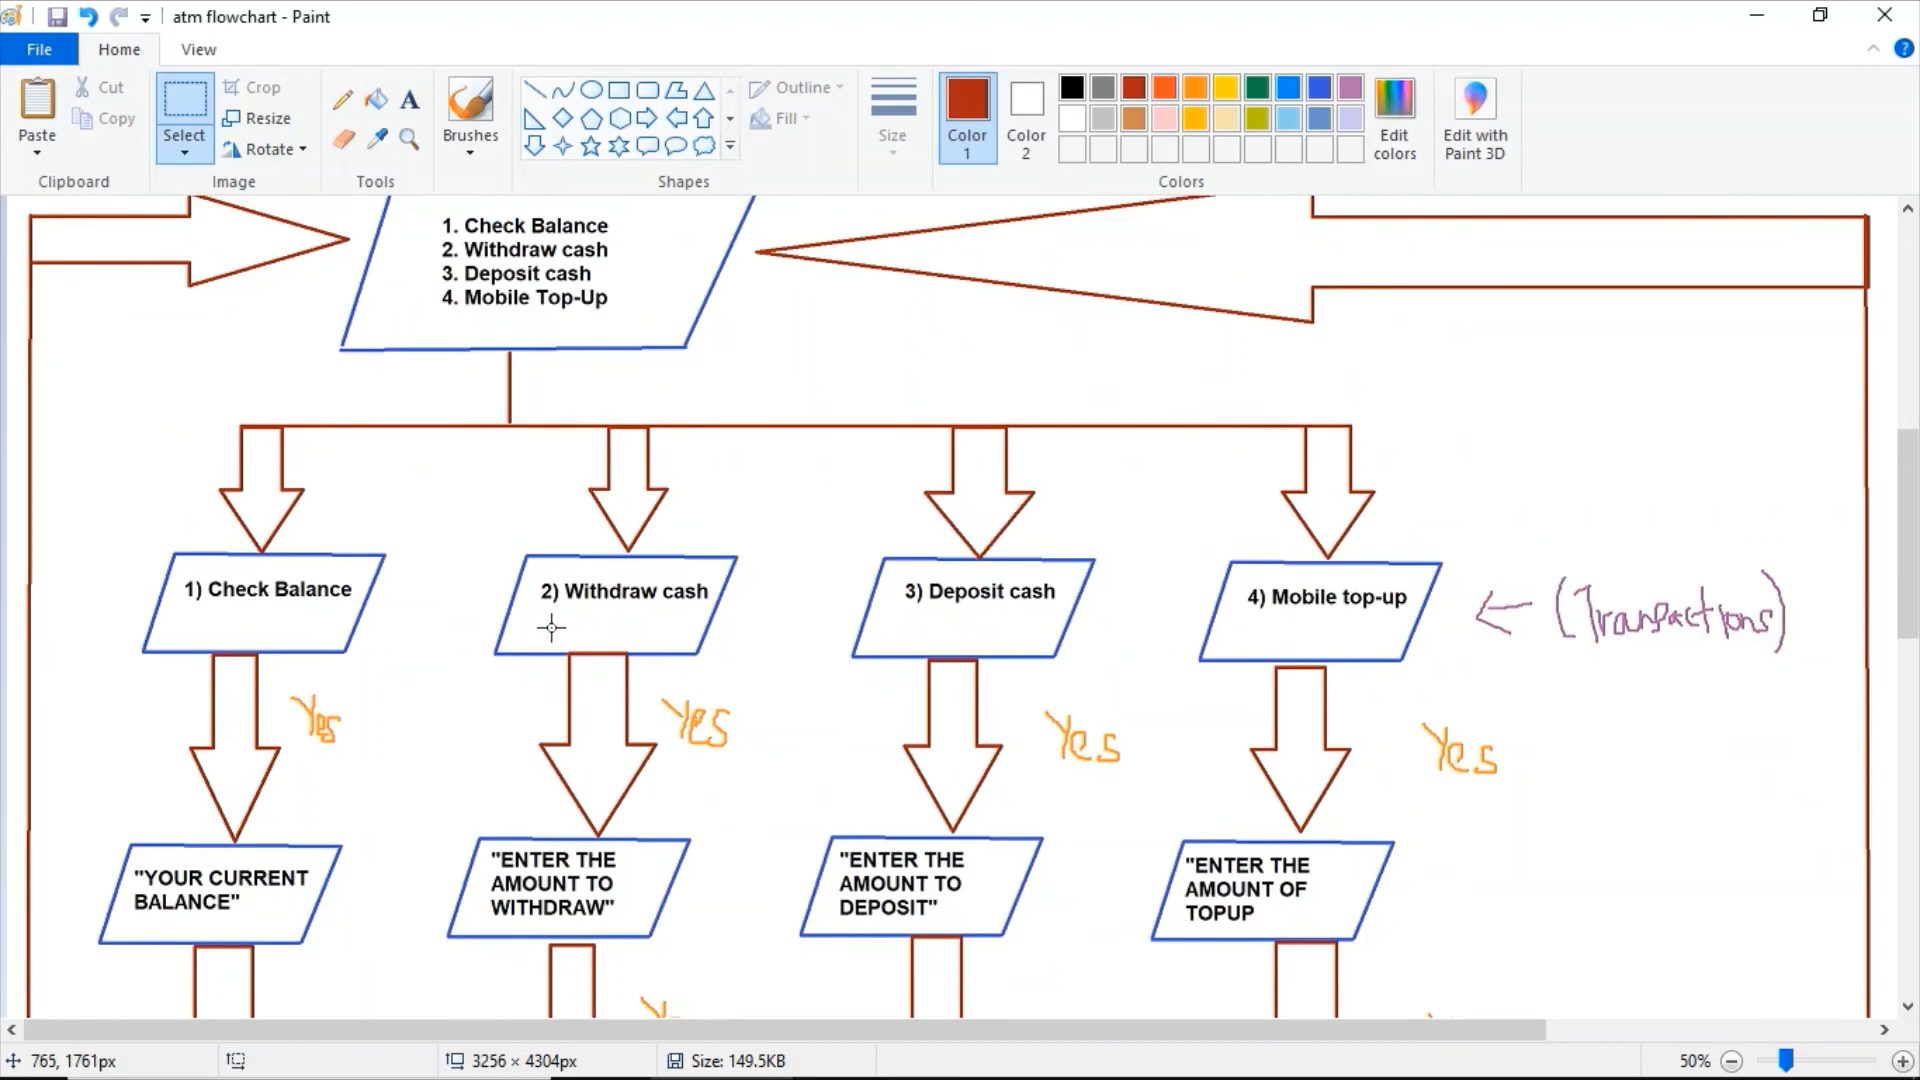 atm flowchart - Paint
File
Home
View
Paste
Cut
Copy
Clipboard
Select
Crop
Resize
Rotate
Image
A
Tools
Brushes
Shapes
Outline
Fill
Size
Color
1
Color
2
Edit
colors
Edit with
Paint 3D
Colors
1. Check Balance
2. Withdraw cash
3. Deposit cash
4. Mobile Top-Up
1) Check Balance
2) Withdraw cash
3) Deposit cash
4) Mobile top-up
(Transactions)
Yes
YES
Yes
Yes
"YOUR CURRENT
BALANCE"
"ENTER THE
AMOUNT TO
WITHDRAW"
"ENTER THE
AMOUNT TO
DEPOSIT"
"ENTER THE
AMOUNT OF
TOPUP
765, 1761px
3256 × 4304px
Size: 149.5KB
50%